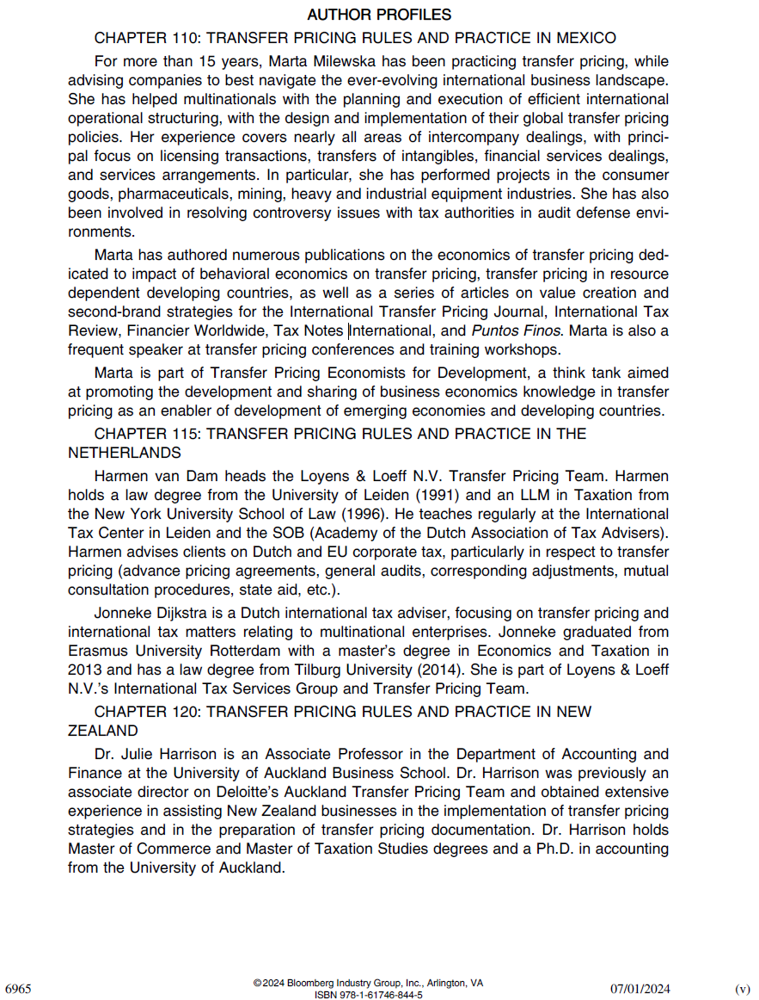 AUTHOR PROFILES
CHAPTER 110: TRANSFER PRICING RULES AND PRACTICE IN MEXICO
For more than 15 years, Marta Milewska has been practicing transfer pricing, while
advising companies to best navigate the ever-evolving international business landscape.
She has helped multinationals with the planning and execution of efficient international
operational structuring, with the design and implementation of their global transfer pricing
policies. Her experience covers nearly all areas of intercompany dealings, with princi-
pal focus on licensing transactions, transfers of intangibles, financial services dealings,
and services arrangements. In particular, she has performed projects in the consumer
goods, pharmaceuticals, mining, heavy and industrial equipment industries. She has also
been involved in resolving controversy issues with tax authorities in audit defense envi-
ronments.
Marta has authored numerous publications on the economics of transfer pricing ded-
icated to impact of behavioral economics on transfer pricing, transfer pricing in resource
dependent developing countries, as well as a series of articles on value creation and
second-brand strategies for the International Transfer Pricing Journal, International Tax
Review, Financier Worldwide, Tax Notes International, and Puntos Finos. Marta is also a
frequent speaker at transfer pricing conferences and training workshops.
Marta is part of Transfer Pricing Economists for Development, a think tank aimed
at promoting the development and sharing of business economics knowledge in transfer
pricing as an enabler of development of emerging economies and developing countries.
CHAPTER 115: TRANSFER PRICING RULES AND PRACTICE IN THE
NETHERLANDS
Harmen van Dam heads the Loyens & Loeff N.V. Transfer Pricing Team. Harmen
holds a law degree from the University of Leiden (1991) and an LLM in Taxation from
the New York University School of Law (1996). He teaches regularly at the International
Tax Center in Leiden and the SOB (Academy of the Dutch Association of Tax Advisers).
Harmen advises clients on Dutch and EU corporate tax, particularly in respect to transfer
pricing (advance pricing agreements, general audits, corresponding adjustments, mutual
consultation procedures, state aid, etc.).
Jonneke Dijkstra is a Dutch international tax adviser, focusing on transfer pricing and
international tax matters relating to multinational enterprises. Jonneke graduated from
Erasmus University Rotterdam with a master's degree in Economics and Taxation in
2013 and has a law degree from Tilburg University (2014). She is part of Loyens & Loeff
N.V.'s International Tax Services Group and Transfer Pricing Team.
CHAPTER 120: TRANSFER PRICING RULES AND PRACTICE IN NEW
ZEALAND
Dr. Julie Harrison is an Associate Professor in the Department of Accounting and
Finance at the University of Auckland Business School. Dr. Harrison was previously an
associate director on Deloitte's Auckland Transfer Pricing Team and obtained extensive
experience in assisting New Zealand businesses in the implementation of transfer pricing
strategies and in the preparation of transfer pricing documentation. Dr. Harrison holds
Master of Commerce and Master of Taxation Studies degrees and a Ph.D. in accounting
from the University of Auckland.
6965
©2024 Bloomberg Industry Group, Inc., Arlington, VA
ISBN 978-1-61746-844-5
07/01/2024
(v)